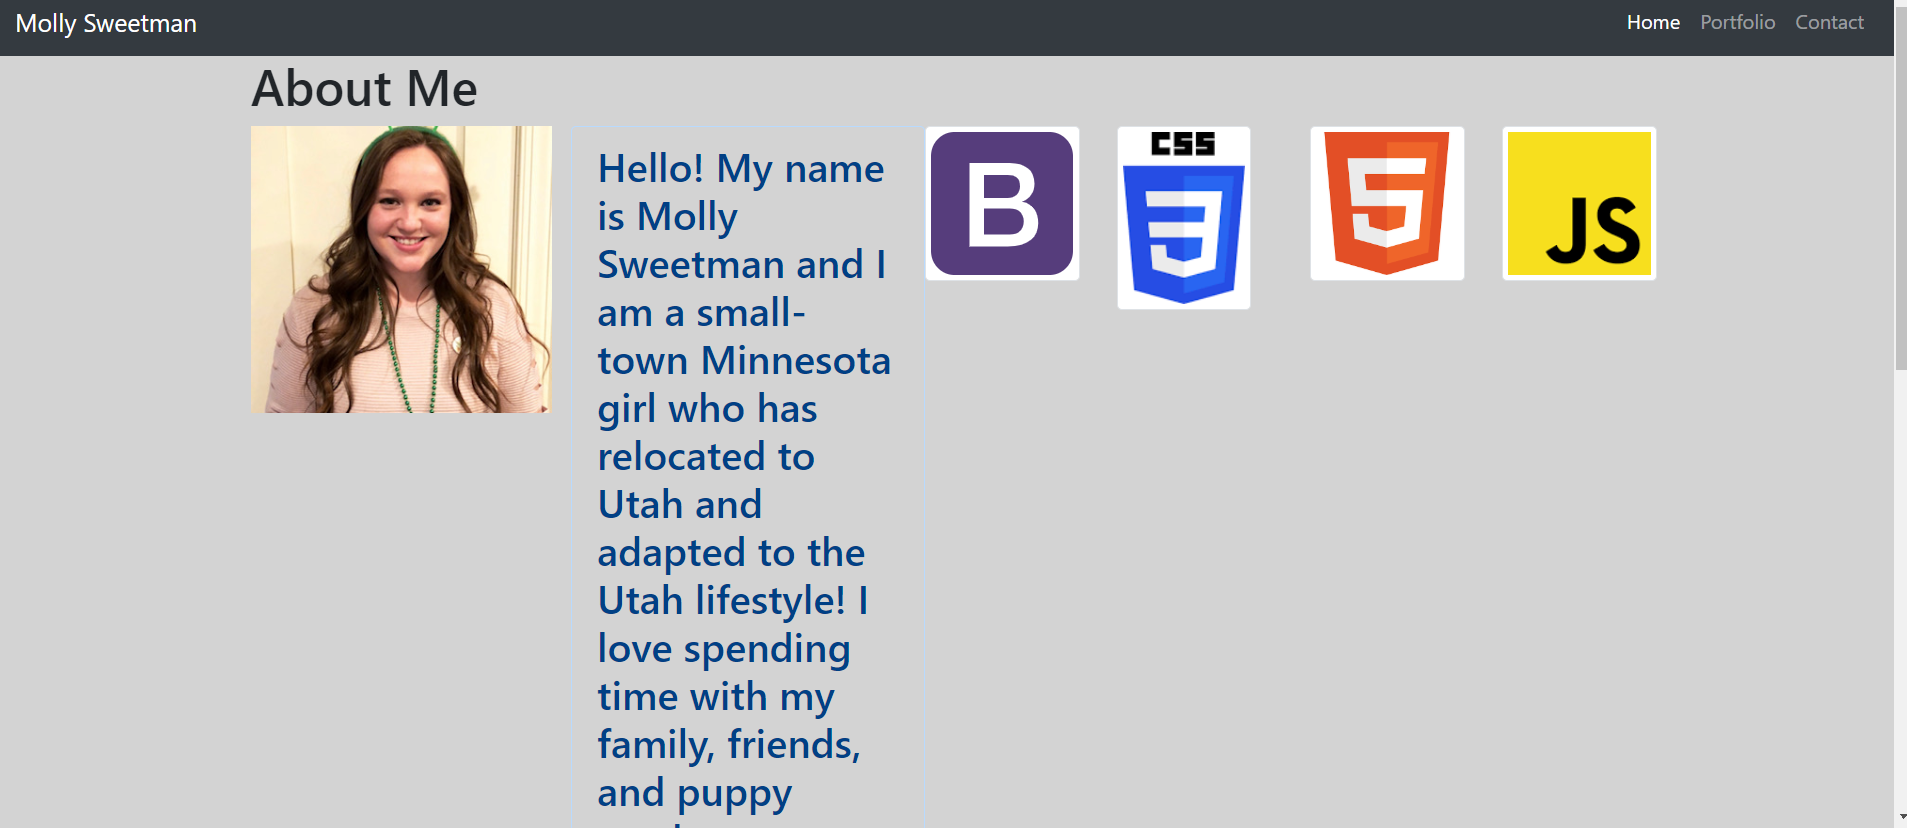 Molly Sweetman
Home Portfolio Contact
About Me
Hello! My name
is Molly
Sweetman and I
am a small-
town Minnesota
girl who has
relocated to
Utah and
adapted to the
Utah lifestyle! I
love spending
time with my
family, friends,
and puppy
B
CSS
3
5
JS